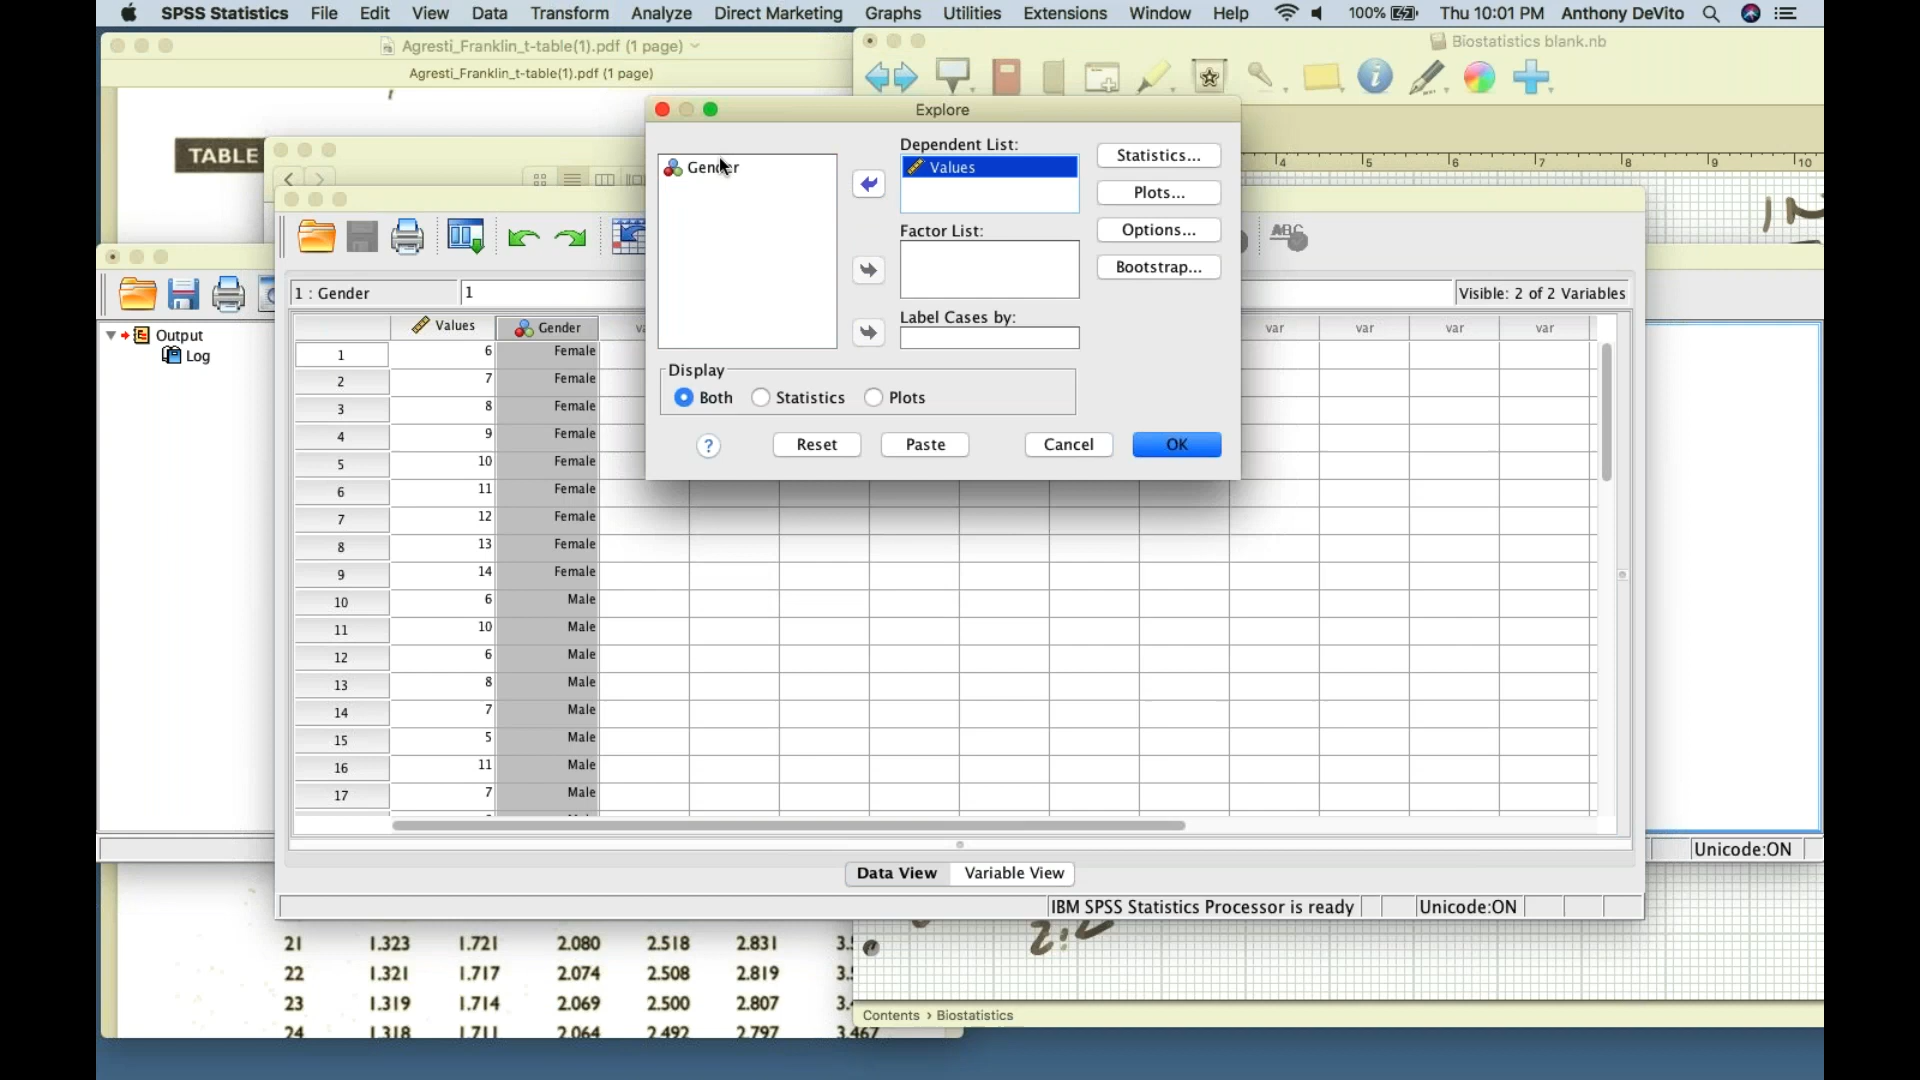 SPSS Statistics File Edit View Data Transform Analyze Direct Marketing Graphs Utilities Extensions Window Help 100% Thu 10:01 PM Anthony DeVito
Agresti_Franklin_t-table(1).pdf (1 page)
Agresti_Franklin_t-table(1).pdf (1 page)
Biostatistics blank.nb
TABLE
Explore
Gender
Dependent List:
Values
Factor List:
Label Cases by:
Statistics...
Plots...
Options...
Bootstrap...
Display
Both Statistics Plots
? Reset Paste Cancel OK
4 5 6 7 8 9 10
ABC
1 : Gender 1 Visible: 2 of 2 Variables
Output
Log
Values Gender var var var var
1 6 Female
2 7 Female
3 8 Female
4 9 Female
5 10 Female
6 11 Female
7 12 Female
8 13 Female
9 14 Female
10 6 Male
11 10 Male
12 6 Male
13 8 Male
14 7 Male
15 5 Male
16 11 Male
17 7 Male
Data View Variable View
IBM SPSS Statistics Processor is ready Unicode:ON
Unicode:ON
21 1.323 1.721 2.080 2.518 2.831
22 1.321 1.717 2.074 2.508 2.819
23 1.319 1.714 2.069 2.500 2.807
24 1.318 1.711 2.064 2.492 2.797 3.467
Contents › Biostatistics